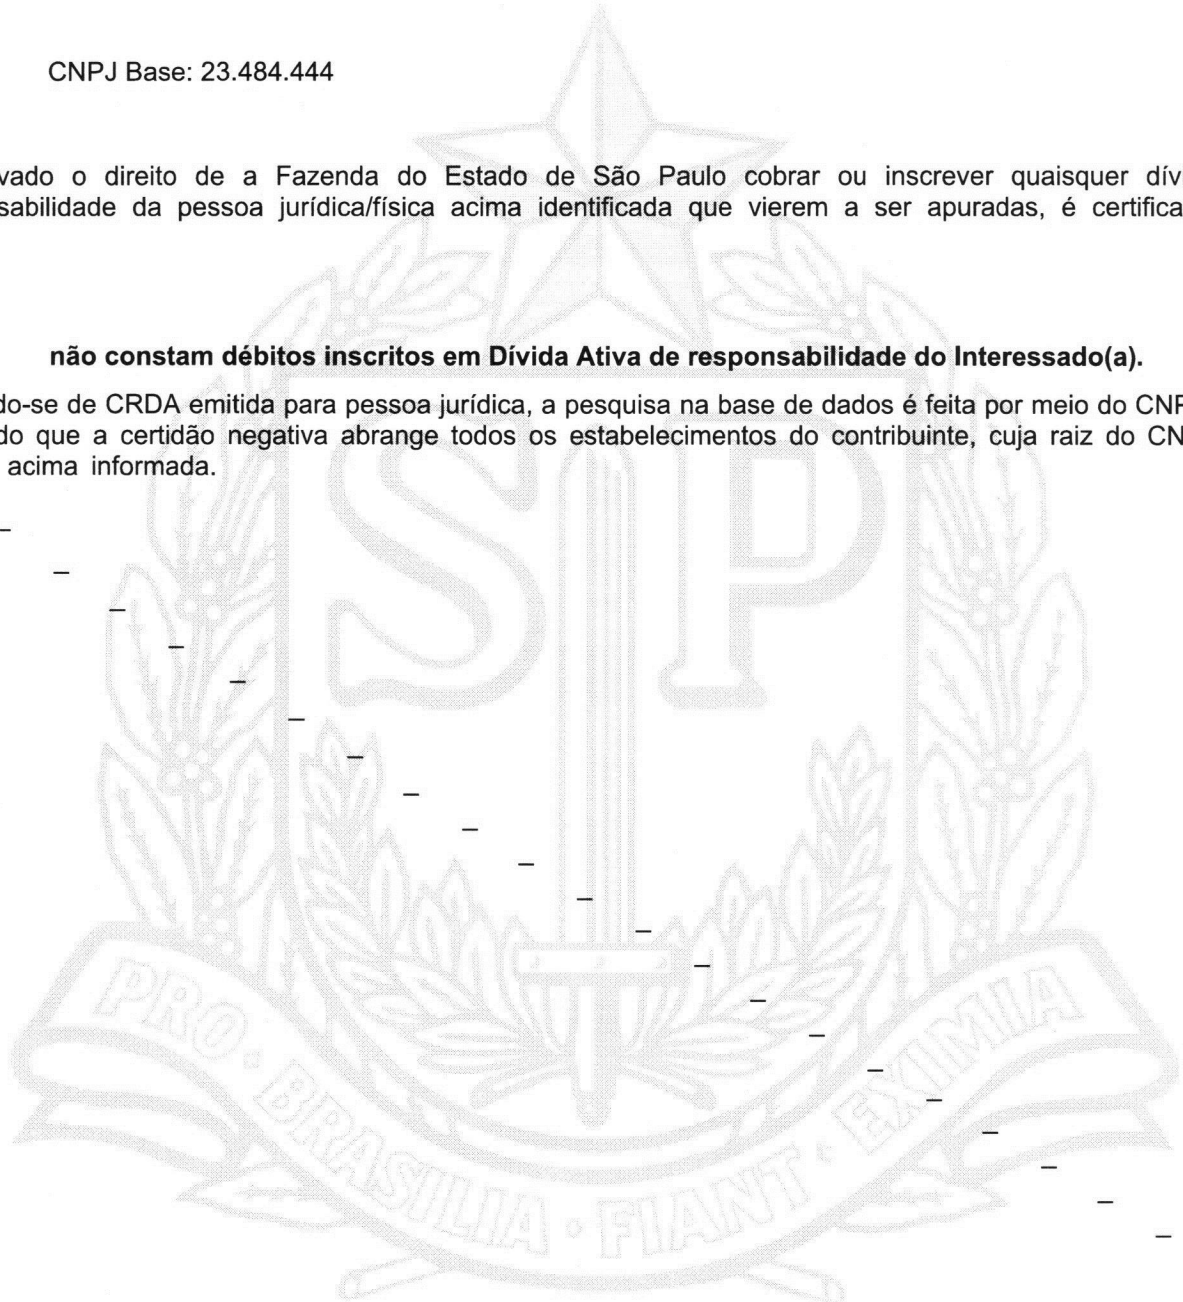 CNPJ Base: 23.484.444
vado o direito de a Fazenda do Estado de São Paulo cobrar ou inscrever quaisquer dív
sabilidade da pessoa jurídica/física acima identificada que vierem a ser apuradas, é certifica
não constam débitos inscritos em Dívida Ativa de responsabilidade do Interessado(a).
do-se de CRDA emitida para pessoa jurídica, a pesquisa na base de dados é feita por meio do CNP
do que a certidão negativa abrange todos os estabelecimentos do contribuinte, cuja raiz do CN
acima informada.
SP
PRO · BRASILIA · FIANT · EXIMIA